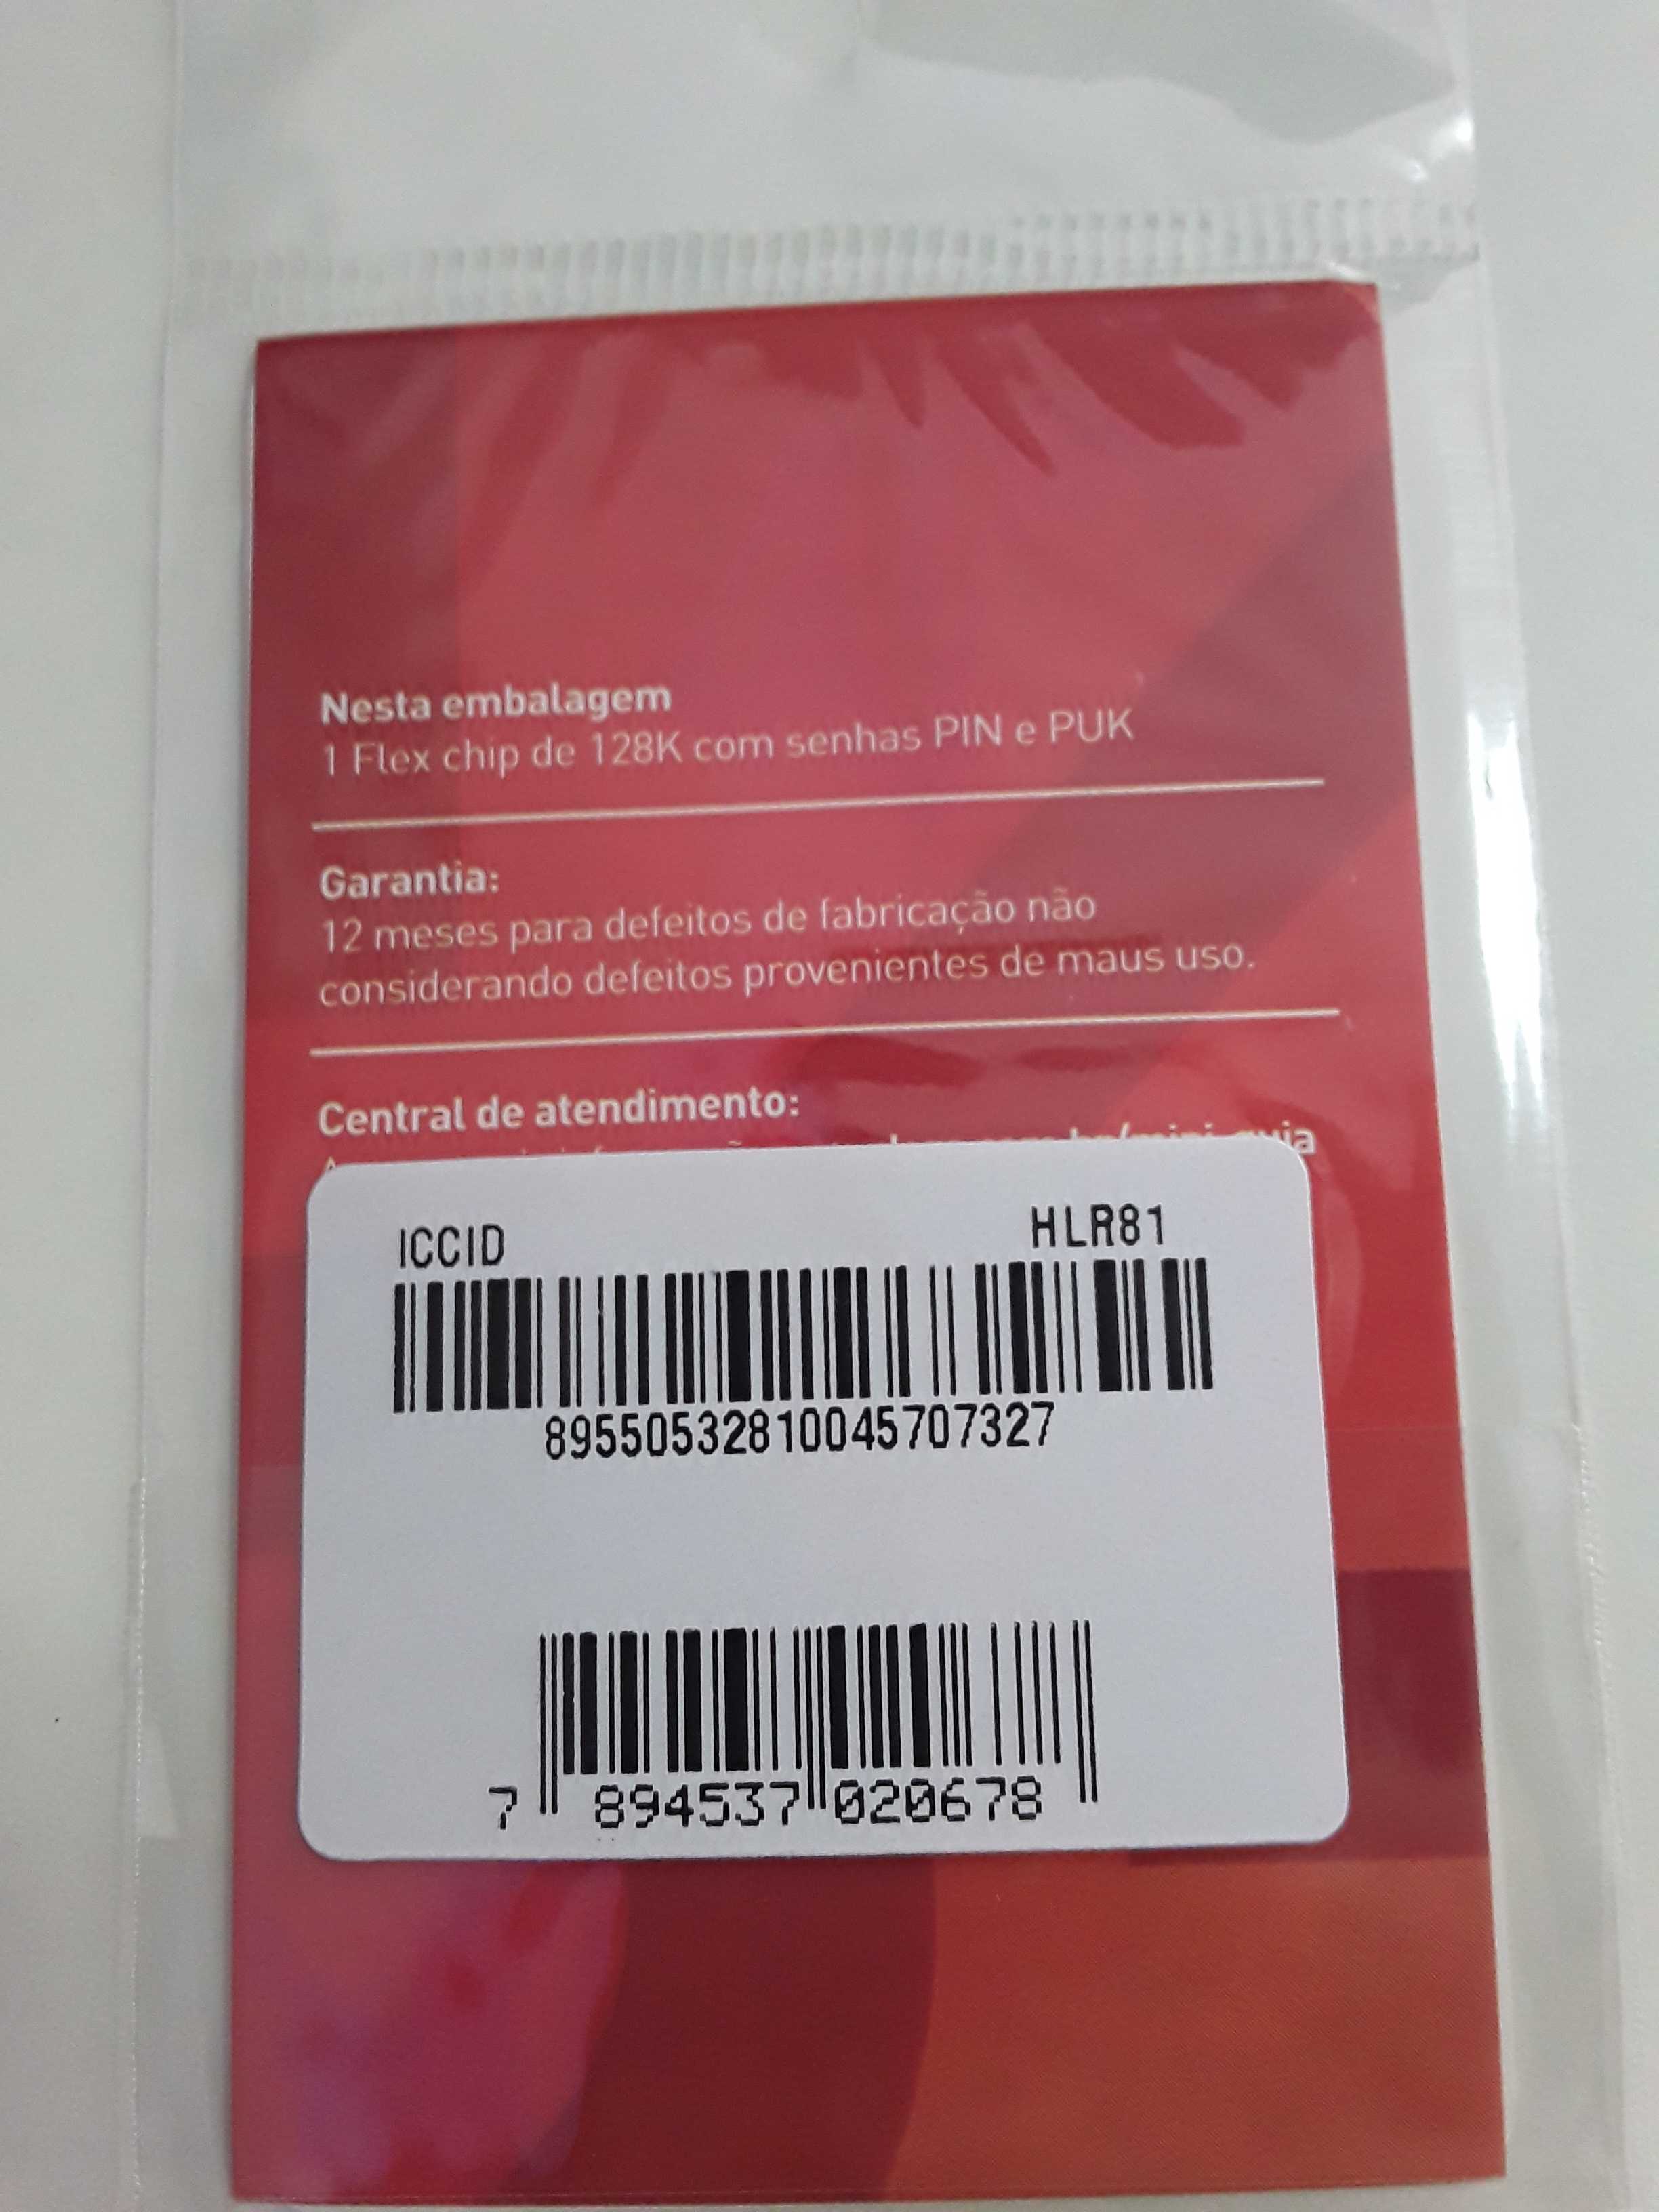 Nesta embalagem
1 Flex chip de 128K com senhas PIN e PUK
Garantia:
12 meses para defeitos de fabricação não
considerando defeitos provenientes de maus uso.
Central de atendimento:
ICCID HLR81
89550532810045707327
7 894537 020678